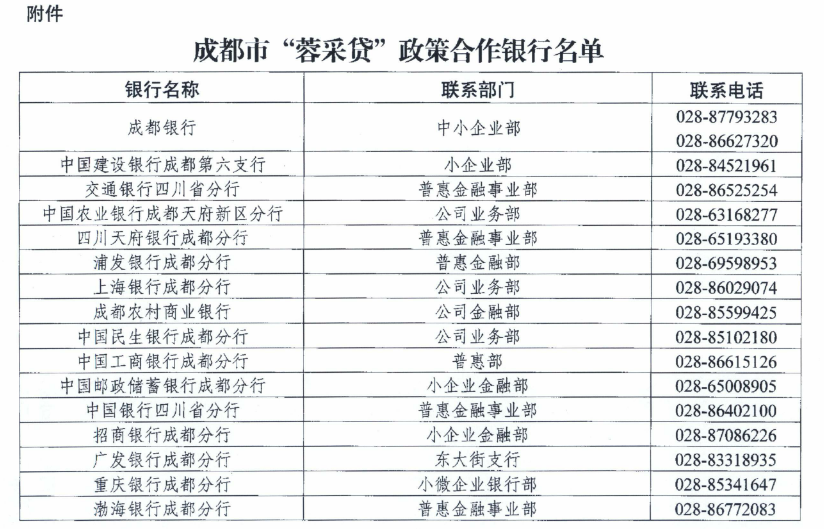 附件
成都市“蓉采贷”政策合作银行名单
银行名称 联系部门 联系电话
成都银行 中小企业部 028-87793283
028-86627320
中国建设银行成都第六支行 小企业部 028-84521961
交通银行四川省分行 普惠金融事业部 028-86525254
中国农业银行成都天府新区分行 公司业务部 028-63168277
四川天府银行成都分行 普惠金融事业部 028-65193380
浦发银行成都分行 普惠金融部 028-69598953
上海银行成都分行 公司业务部 028-86029074
成都农村商业银行 公司金融部 028-85599425
中国民生银行成都分行 公司业务部 028-85102180
中国工商银行成都分行 普惠部 028-86615126
中国邮政储蓄银行成都分行 小企业金融部 028-65008905
中国银行四川省分行 普惠金融事业部 028-86402100
招商银行成都分行 小企业金融部 028-87086226
广发银行成都分行 东大街支行 028-83318935
重庆银行成都分行 小微企业银行部 028-85341647
渤海银行成都分行 普惠金融事业部 028-86772083